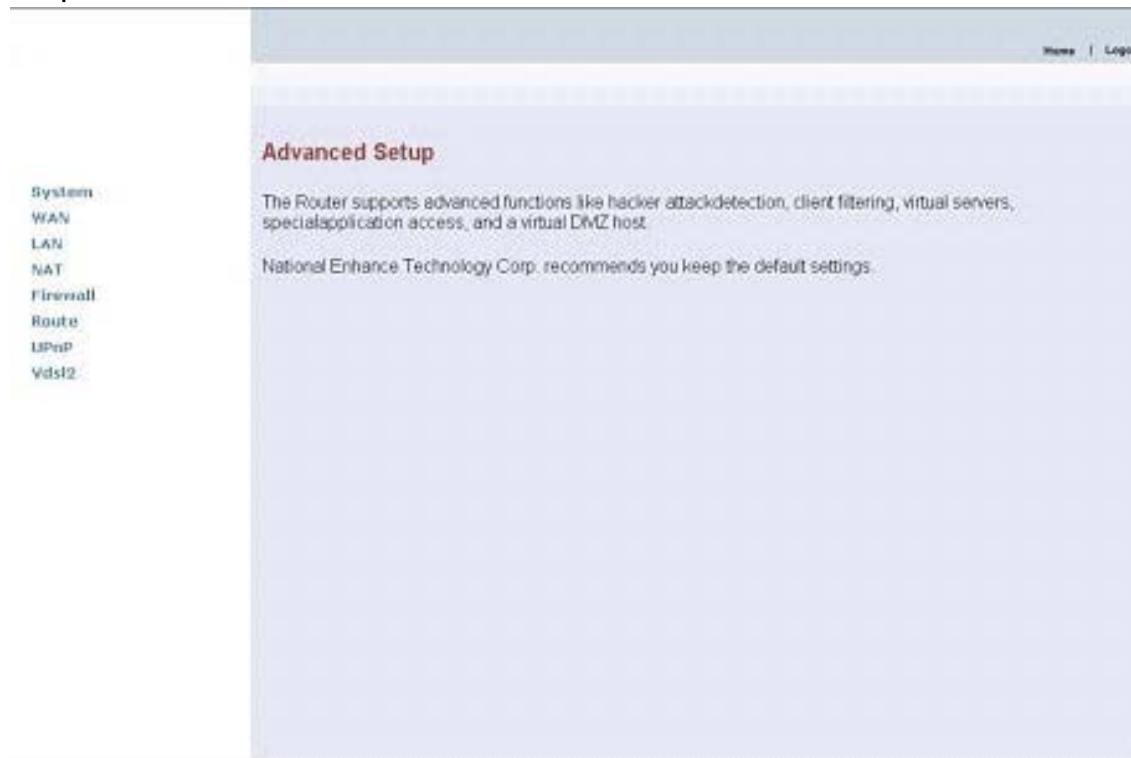 Home | Logo
Advanced Setup
The Router supports advanced functions like hacker attackdetection, client filtering, virtual servers,
specialapplication access, and a virtual DMZ host.
National Enhance Technology Corp. recommends you keep the default settings.
System
WAN
LAN
NAT
Firewall
Route
UPnP
Vdsl2